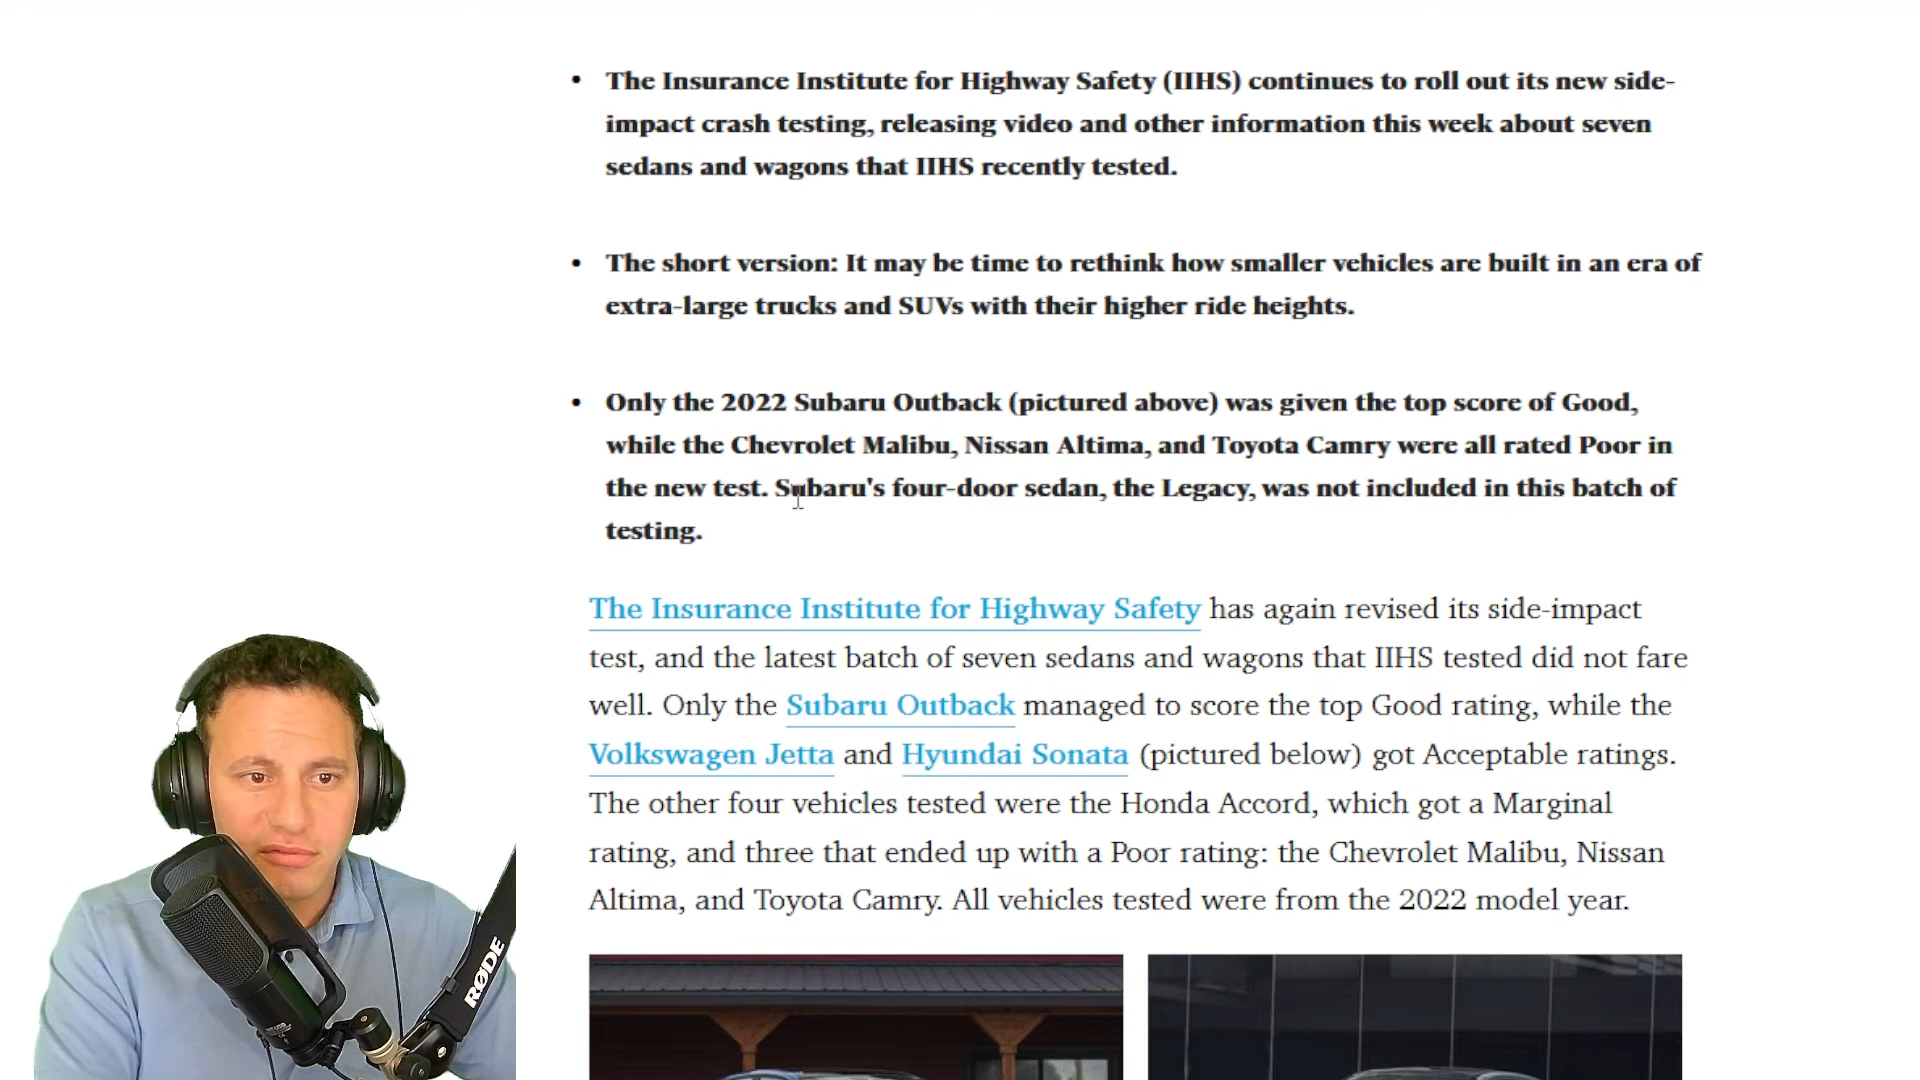 The Insurance Institute for Highway Safety (IIHS) continues to roll out its new side-
impact crash testing, releasing video and other information this week about seven
sedans and wagons that IIHS recently tested.
The short version: It may be time to rethink how smaller vehicles are built in an era of
extra-large trucks and SUVs with their higher ride heights.
Only the 2022 Subaru Outback (pictured above) was given the top score of Good,
while the Chevrolet Malibu, Nissan Altima, and Toyota Camry were all rated Poor in
the new test. Subaru's four-door sedan, the Legacy, was not included in this batch of
testing.
The Insurance Institute for Highway Safety has again revised its side-impact
test, and the latest batch of seven sedans and wagons that IIHS tested did not fare
well. Only the Subaru Outback managed to score the top Good rating, while the
Volkswagen Jetta and Hyundai Sonata (pictured below) got Acceptable ratings.
The other four vehicles tested were the Honda Accord, which got a Marginal
rating, and three that ended up with a Poor rating: the Chevrolet Malibu, Nissan
Altima, and Toyota Camry. All vehicles tested were from the 2022 model year.
RØDE